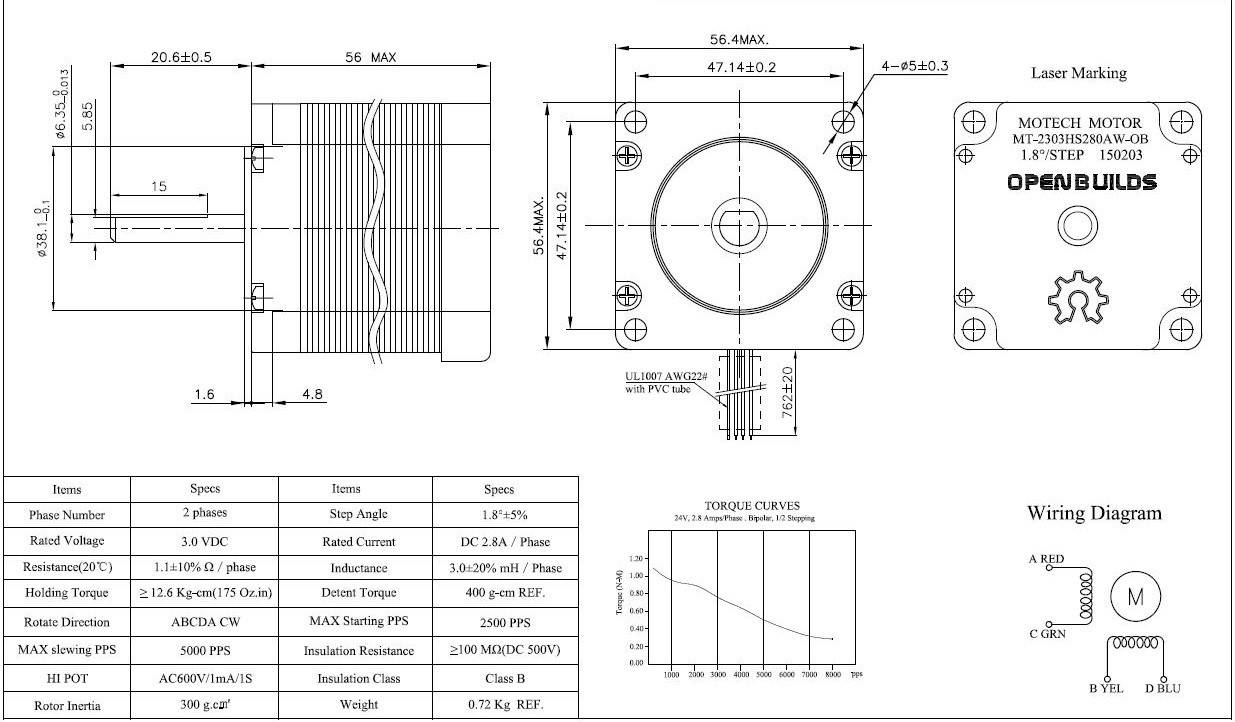 20.6±0.5
56 MAX
ø6.35 0 -0.013
5.85
15
ø38.1 0 -0.1
1.6
4.8
56.4MAX.
47.14±0.2
4-ø5±0.3
56.4MAX.
47.14±0.2
UL1007 AWG22#
with PVC tube
762±20
Laser Marking
MOTECH MOTOR
MT-2303HS280AW-OB
1.8°/STEP 150203
OPENBUILDS
Items Specs Items Specs
Phase Number 2 phases Step Angle 1.8°±5%
Rated Voltage 3.0 VDC Rated Current DC 2.8A / Phase
Resistance(20℃) 1.1±10% Ω / phase Inductance 3.0±20% mH / Phase
Holding Torque ≥ 12.6 Kg-cm(175 Oz.in) Detent Torque 400 g-cm REF.
Rotate Direction ABCDA CW MAX Starting PPS 2500 PPS
MAX slewing PPS 5000 PPS Insulation Resistance ≥100 MΩ(DC 500V)
HI POT AC600V/1mA/1S Insulation Class Class B
Rotor Inertia 300 g.cm² Weight 0.72 Kg REF.
TORQUE CURVES
24V, 2.8 Amps/Phase . Bipolar, 1/2 Stepping
Torque (N-M)
1.20
1.00
0.80
0.60
0.40
0.20
0.00
1000 2000 3000 4000 5000 6000 7000 8000 pps
Wiring Diagram
A RED
M
C GRN
B YEL D BLU